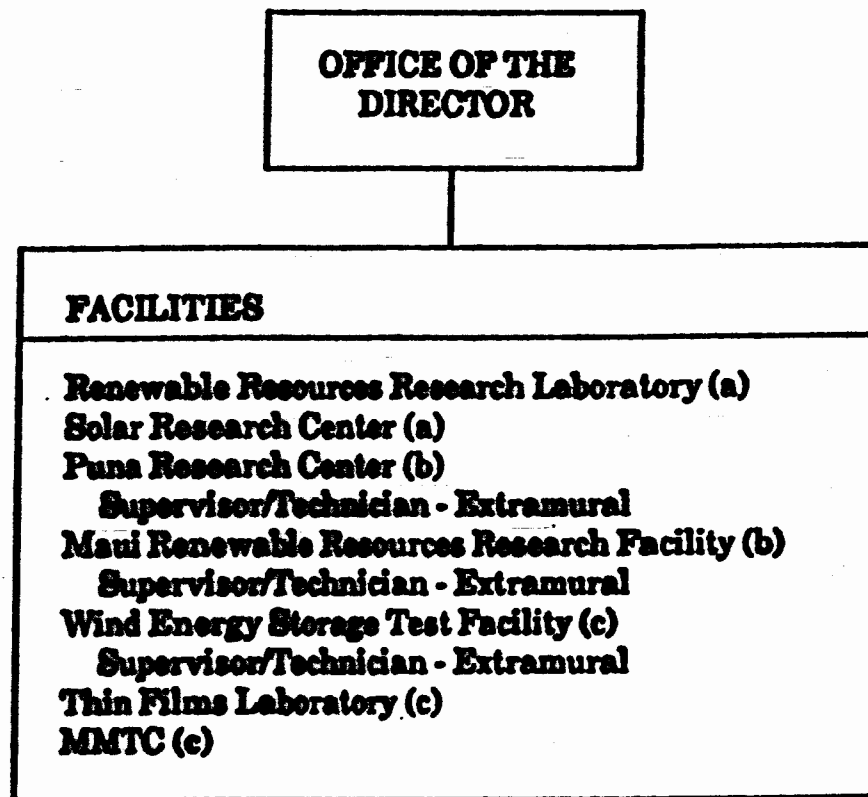 OFFICE OF THE
DIRECTOR
FACILITIES
Renewable Resources Research Laboratory (a)
Solar Research Center (a)
Puna Research Center (b)
Supervisor/Technician - Extramural
Maui Renewable Resources Research Facility (b)
Supervisor/Technician - Extramural
Wind Energy Storage Test Facility (c)
Supervisor/Technician - Extramural
Thin Films Laboratory (c)
MMTC (c)